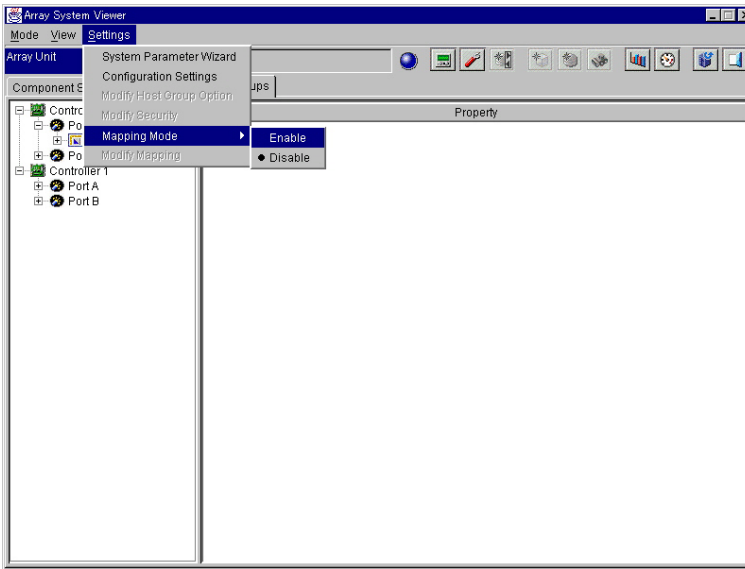 Array System Viewer
Mode View Settings
Array Unit
System Parameter Wizard
Configuration Settings
Modify Host Group Option
Modify Security
Mapping Mode
Modify Mapping
Enable
Disable
Component S
ups
Property
Contro
Po
Po
Controller 1
Port A
Port B